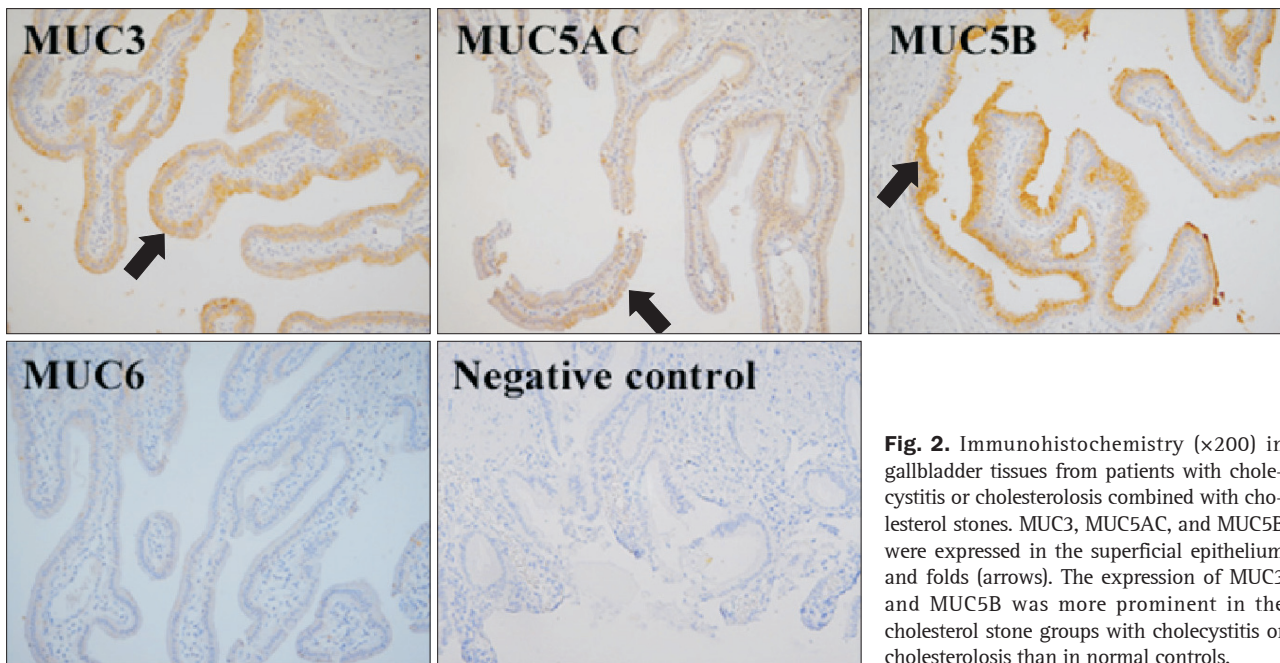 MUC3
MUC5AC
MUC5B
MUC6
Negative control
Fig. 2. Immunohistochemistry (×200) in
gallbladder tissues from patients with chole-
cystitis or cholesterolosis combined with cho-
lesterol stones. MUC3, MUC5AC, and MUC5B
were expressed in the superficial epithelium
and folds (arrows). The expression of MUC3
and MUC5B was more prominent in the
cholesterol stone groups with cholecystitis or
cholesterolosis than in normal controls.